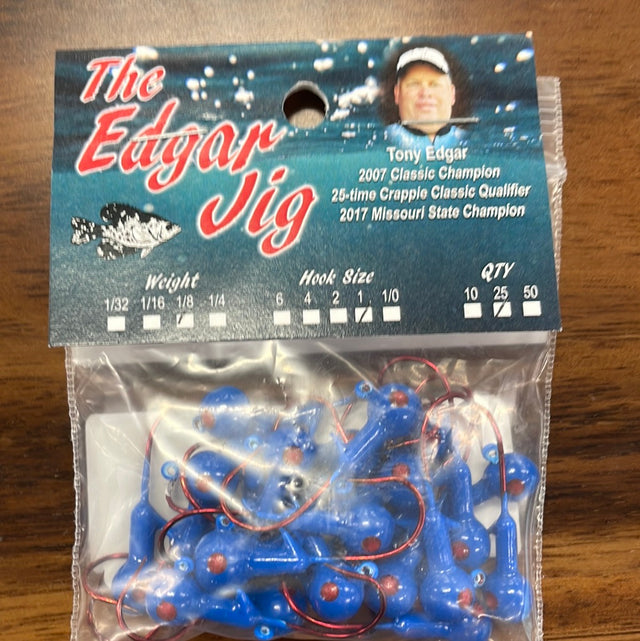 The
Edgar
Jig
Tony Edgar
2007 Classic Champion
25-time Crappie Classic Qualifier
2017 Missouri State Champion
Weight
1/32 1/16 1/8 1/4
Hook Size
6 4 2 1 1/0
QTY
10 25 50